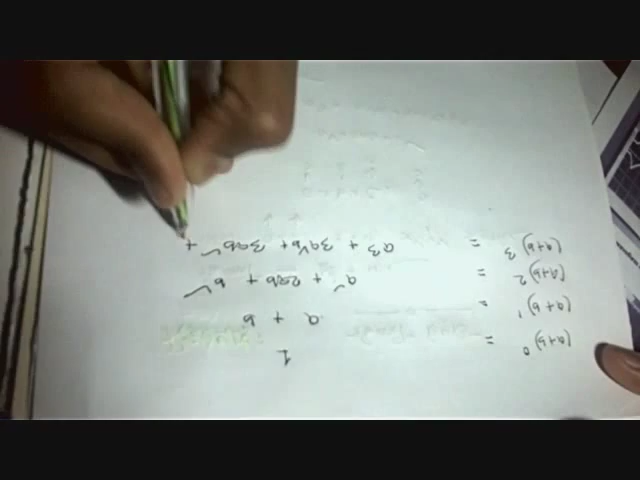 (a+b)⁰ = 1
(a+b)¹ = a + b
(a+b)² = a² + 2ab + b²
(a+b)³ = a3 + 3a²b + 3ab² +